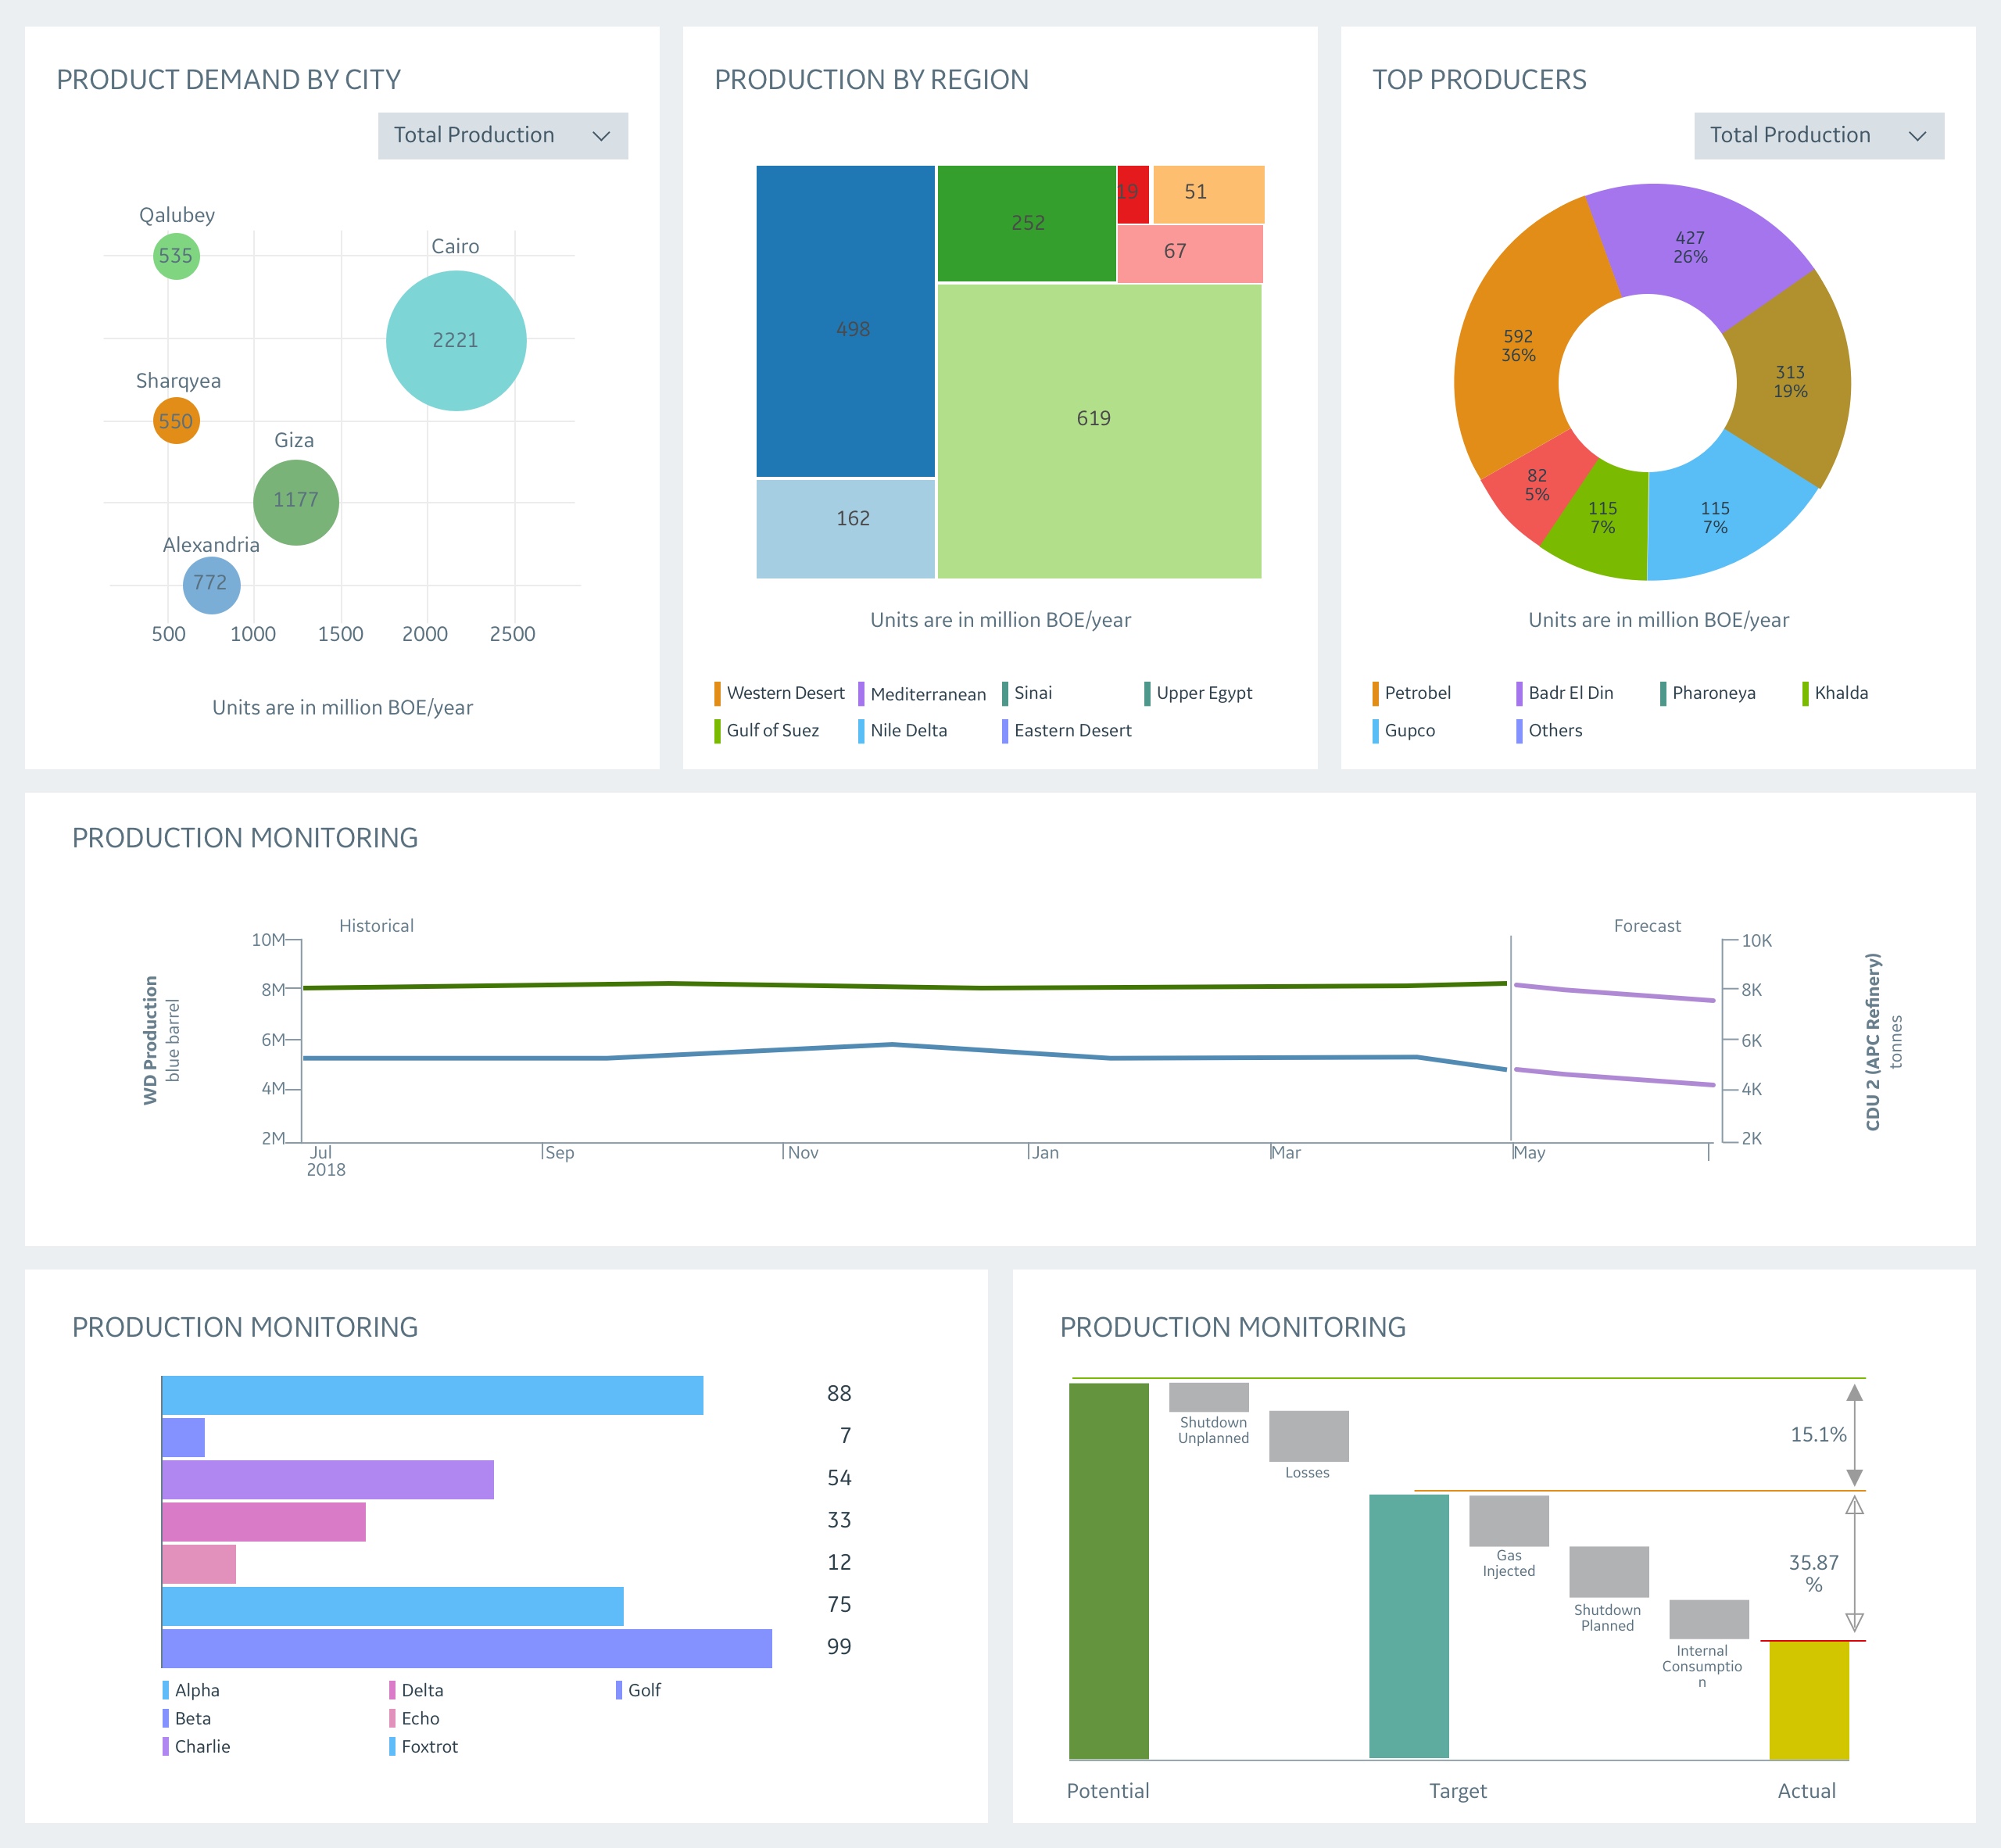 PRODUCT DEMAND BY CITY
Total Production
Qalubey
535
Cairo
2221
Sharqyea
550
Giza
1177
Alexandria
772
500 1000 1500 2000 2500
Units are in million BOE/year
PRODUCTION BY REGION
498
252
19
51
67
619
162
Units are in million BOE/year
Western Desert Mediterranean Sinai Upper Egypt
Gulf of Suez Nile Delta Eastern Desert
TOP PRODUCERS
Total Production
427
26%
592
36%
313
19%
82
5%
115
7%
115
7%
Units are in million BOE/year
Petrobel Badr El Din Pharoneya Khalda
Gupco Others
PRODUCTION MONITORING
Historical
Forecast
WD Production
blue barrel
10M
8M
6M
4M
2M
10K
8K
6K
4K
2K
CDU 2 (APC Refinery)
tonnes
Jul Sep Nov Jan Mar May
2018
PRODUCTION MONITORING
88
7
54
33
12
75
99
Alpha Delta Golf
Beta Echo
Charlie Foxtrot
PRODUCTION MONITORING
Shutdown
Unplanned
Losses
15.1%
Gas
Injected
Shutdown
Planned
35.87
%
Internal
Consumptio
n
Potential Target Actual